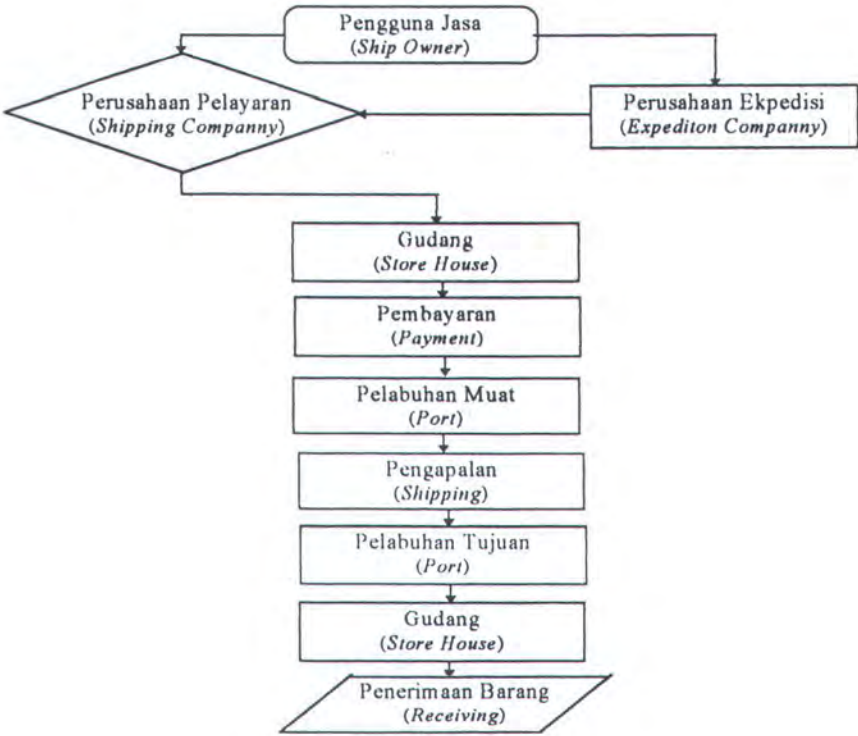 Pengguna Jasa
(Ship Owner)
Perusahaan Pelayaran
(Shipping Companny)
Perusahaan Ekpedisi
(Expediton Companny)
Gudang
(Store House)
Pembayaran
(Payment)
Pelabuhan Muat
(Port)
Pengapalan
(Shipping)
Pelabuhan Tujuan
(Port)
Gudang
(Store House)
Penerimaan Barang
(Receiving)